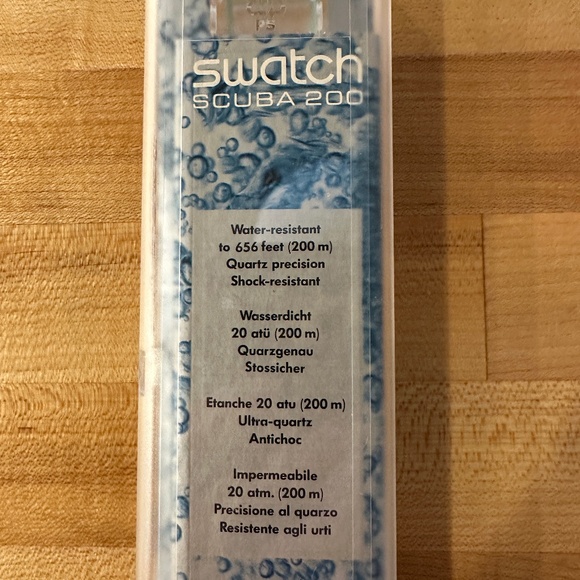 PS
swatch
SCUBA 200
Water-resistant
to 656 feet (200 m)
Quartz precision
Shock-resistant
Wasserdicht
20 atü (200 m)
Quarzgenau
Stossicher
Etanche 20 atu (200 m)
Ultra-quartz
Antichoc
Impermeabile
20 atm. (200 m)
Precisione al quarzo
Resistente agli urti